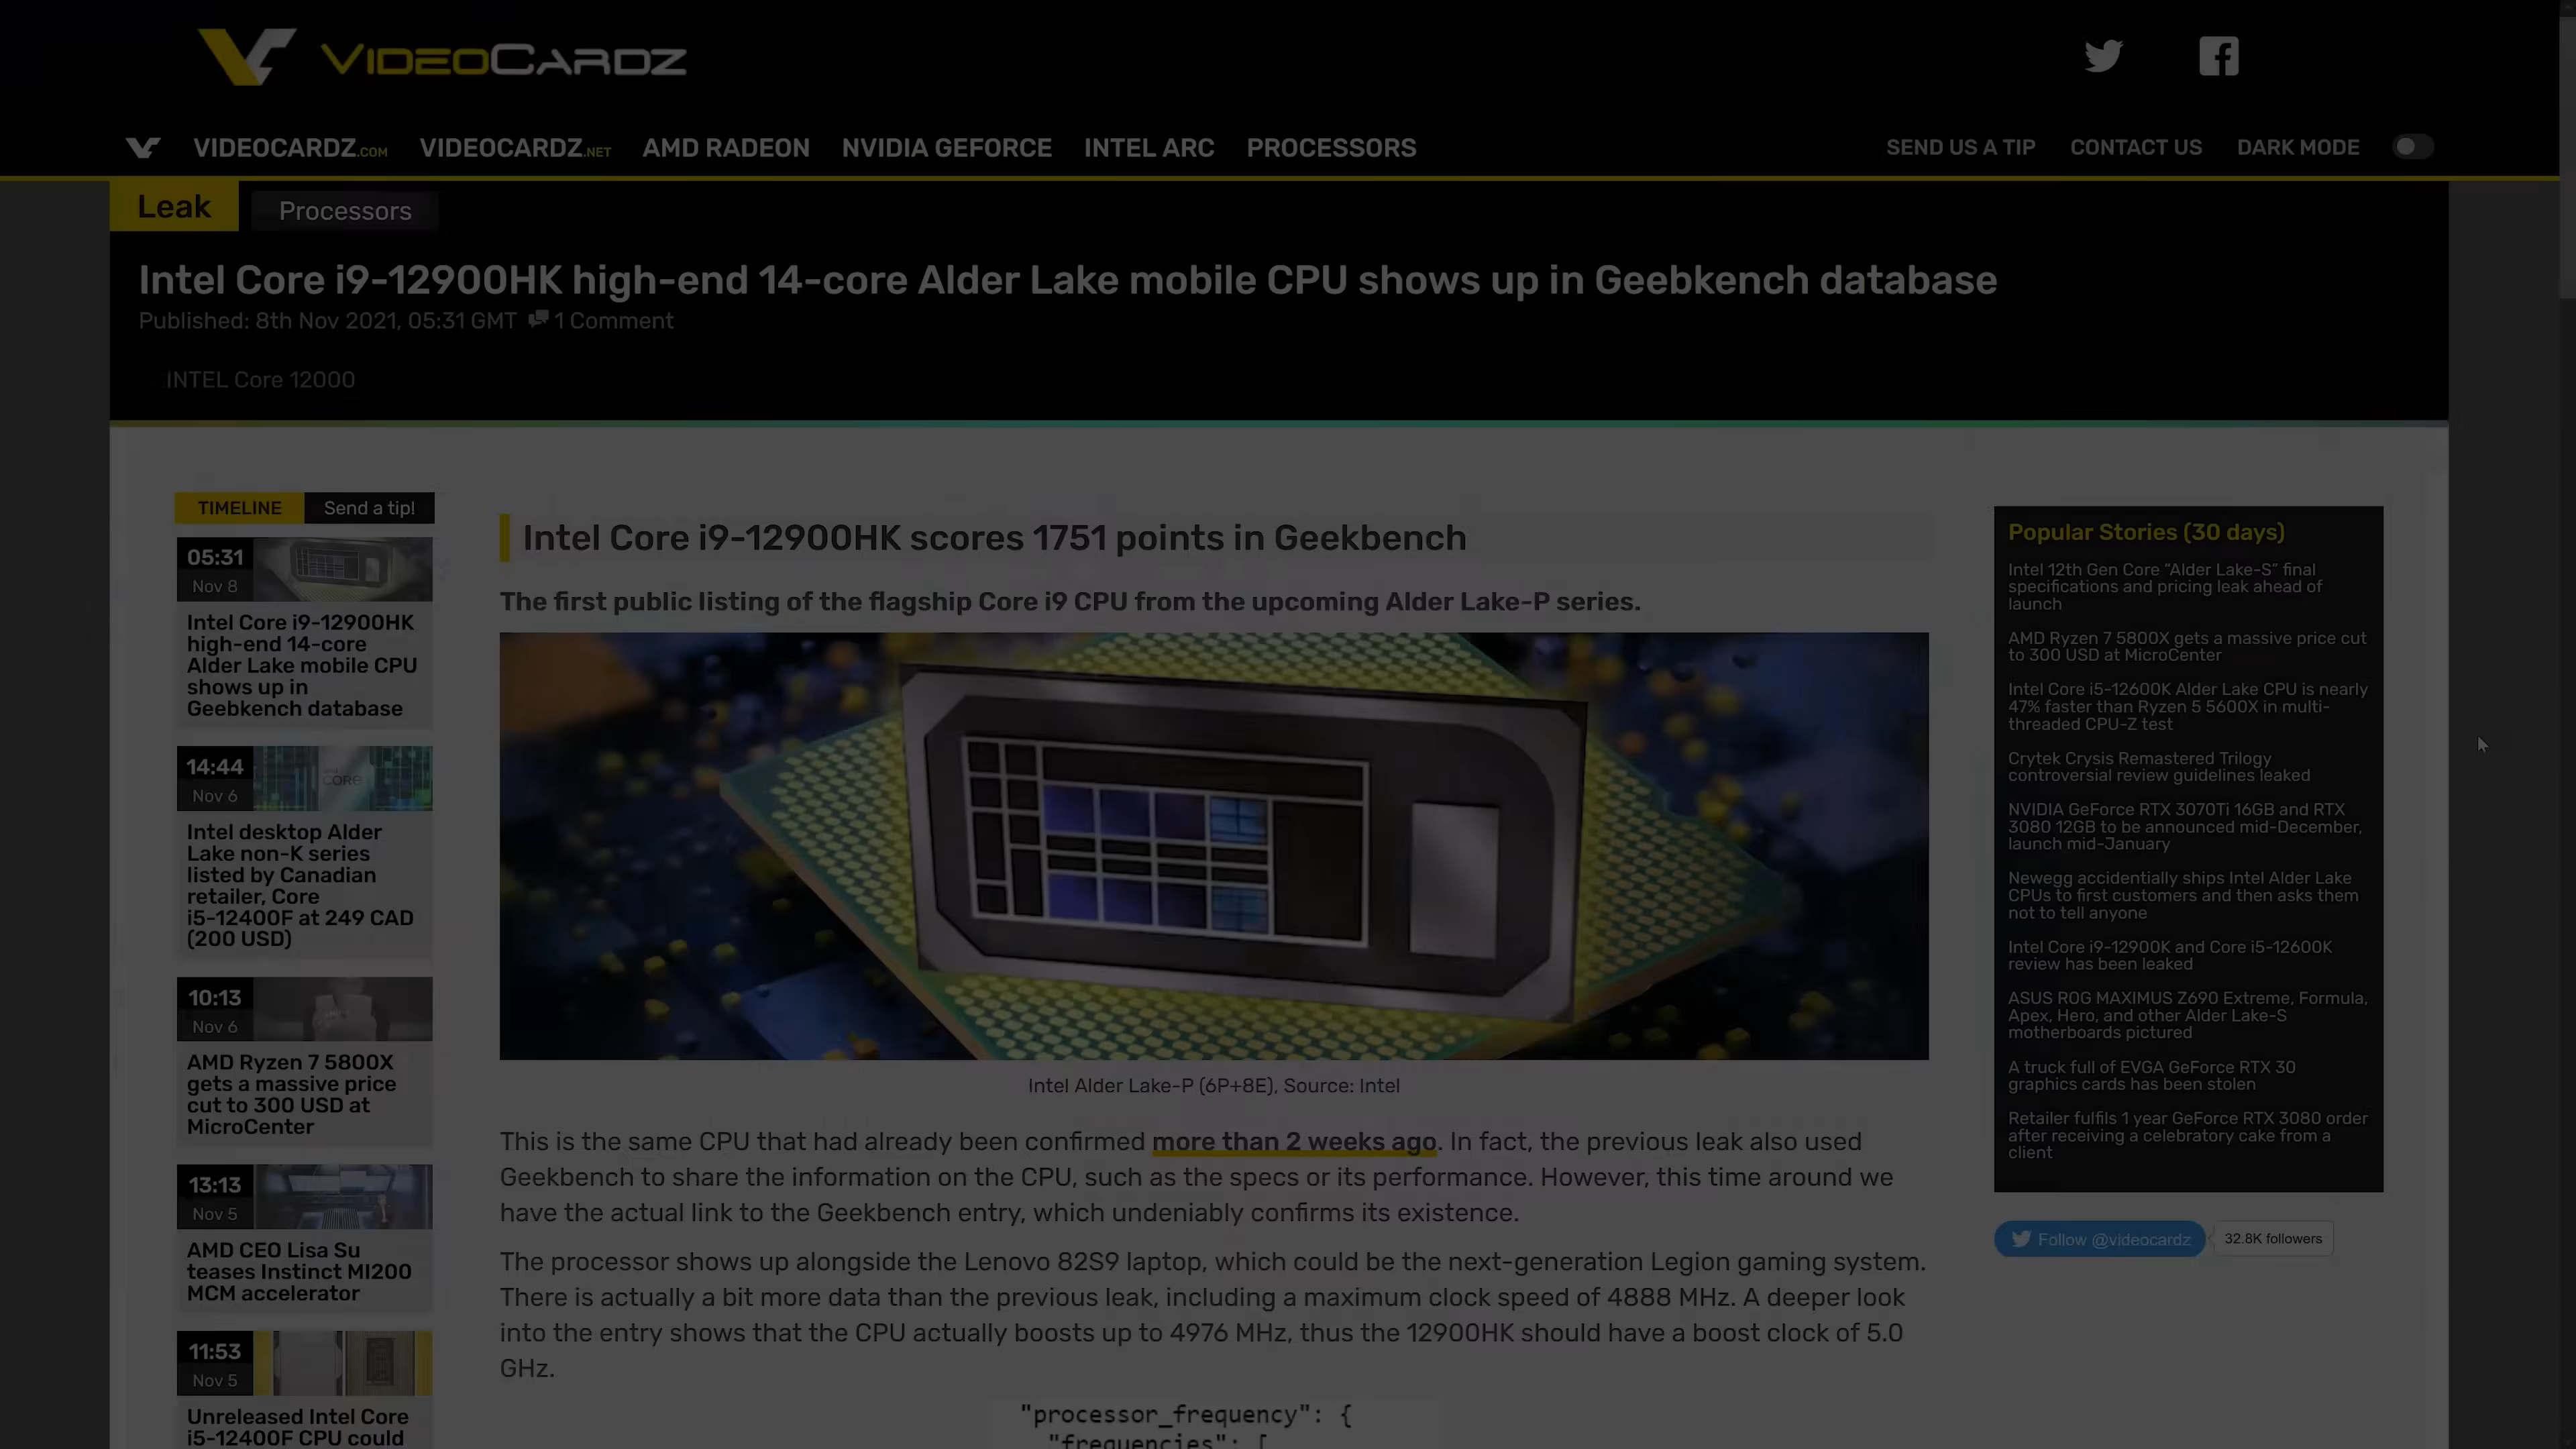 VIDEOCARDZ
VIDEOCARDZ.COM VIDEOCARDZ.NET AMD RADEON NVIDIA GEFORCE INTEL ARC PROCESSORS SEND US A TIP CONTACT US DARK MODE
Leak Processors
Intel Core i9-12900HK high-end 14-core Alder Lake mobile CPU shows up in Geebkench database
Published: 8th Nov 2021, 05:31 GMT 1 Comment
INTEL Core 12000
TIMELINE Send a tip!
05:31
Nov 8
Intel Core i9-12900HK
high-end 14-core
Alder Lake mobile CPU
shows up in
Geebkench database
14:44
Nov 6
CORE
Intel desktop Alder
Lake non-K series
listed by Canadian
retailer, Core
i5-12400F at 249 CAD
(200 USD)
10:13
Nov 6
AMD Ryzen 7 5800X
gets a massive price
cut to 300 USD at
MicroCenter
13:13
Nov 5
AMD CEO Lisa Su
teases Instinct MI200
MCM accelerator
11:53
Nov 5
Unreleased Intel Core
i5-12400F CPU could
Intel Core i9-12900HK scores 1751 points in Geekbench
The first public listing of the flagship Core i9 CPU from the upcoming Alder Lake-P series.
Intel Alder Lake-P (6P+8E), Source: Intel
This is the same CPU that had already been confirmed more than 2 weeks ago. In fact, the previous leak also used
Geekbench to share the information on the CPU, such as the specs or its performance. However, this time around we
have the actual link to the Geekbench entry, which undeniably confirms its existence.
The processor shows up alongside the Lenovo 82S9 laptop, which could be the next-generation Legion gaming system.
There is actually a bit more data than the previous leak, including a maximum clock speed of 4888 MHz. A deeper look
into the entry shows that the CPU actually boosts up to 4976 MHz, thus the 12900HK should have a boost clock of 5.0
GHz.
"processor_frequency": {
"frequencies": [
Popular Stories (30 days)
Intel 12th Gen Core “Alder Lake-S” final
specifications and pricing leak ahead of
launch
AMD Ryzen 7 5800X gets a massive price cut
to 300 USD at MicroCenter
Intel Core i5-12600K Alder Lake CPU is nearly
47% faster than Ryzen 5 5600X in multi-
threaded CPU-Z test
Crytek Crysis Remastered Trilogy
controversial review guidelines leaked
NVIDIA GeForce RTX 3070Ti 16GB and RTX
3080 12GB to be announced mid-December,
launch mid-January
Newegg accidentially ships Intel Alder Lake
CPUs to first customers and then asks them
not to tell anyone
Intel Core i9-12900K and Core i5-12600K
review has been leaked
ASUS ROG MAXIMUS Z690 Extreme, Formula,
Apex, Hero, and other Alder Lake-S
motherboards pictured
A truck full of EVGA GeForce RTX 30
graphics cards has been stolen
Retailer fulfils 1 year GeForce RTX 3080 order
after receiving a celebratory cake from a
client
Follow @videocardz 32.8K followers